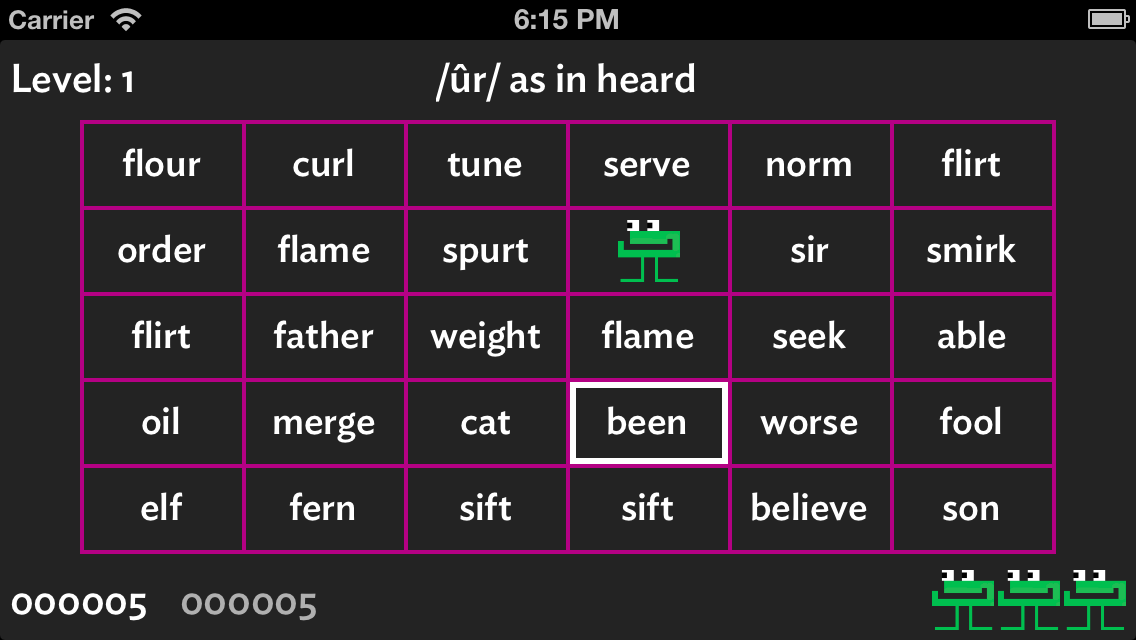 Carrier 6:15 PM
Level: 1 /ûr/ as in heard
flour curl tune serve norm flirt
order flame spurt sir smirk
flirt father weight flame seek able
oil merge cat been worse fool
elf fern sift sift believe son
000005 000005